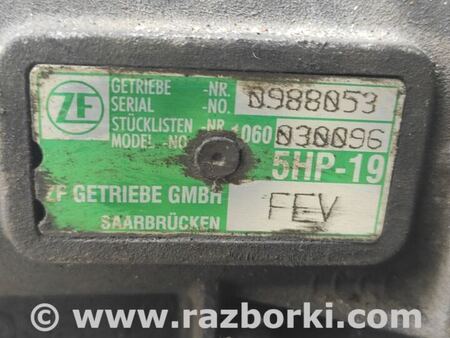 ZF
GETRIEBE -NR. 0988053
SERIAL -NO.
STÜCKLISTEN -NR. 1060 030096
MODEL -NO.
5HP-19
ZF GETRIEBE GMBH
SAARBRÜCKEN
FEV
© www.razborki.com